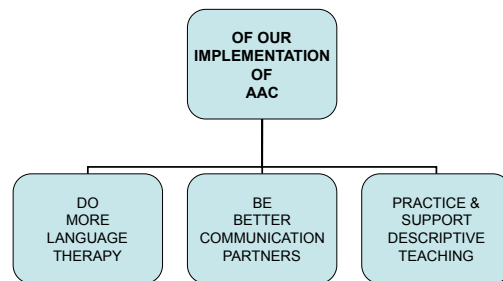 OF OUR
IMPLEMENTATION
OF
AAC
DO
MORE
LANGUAGE
THERAPY
BE
BETTER
COMMUNICATION
PARTNERS
PRACTICE &
SUPPORT
DESCRIPTIVE
TEACHING